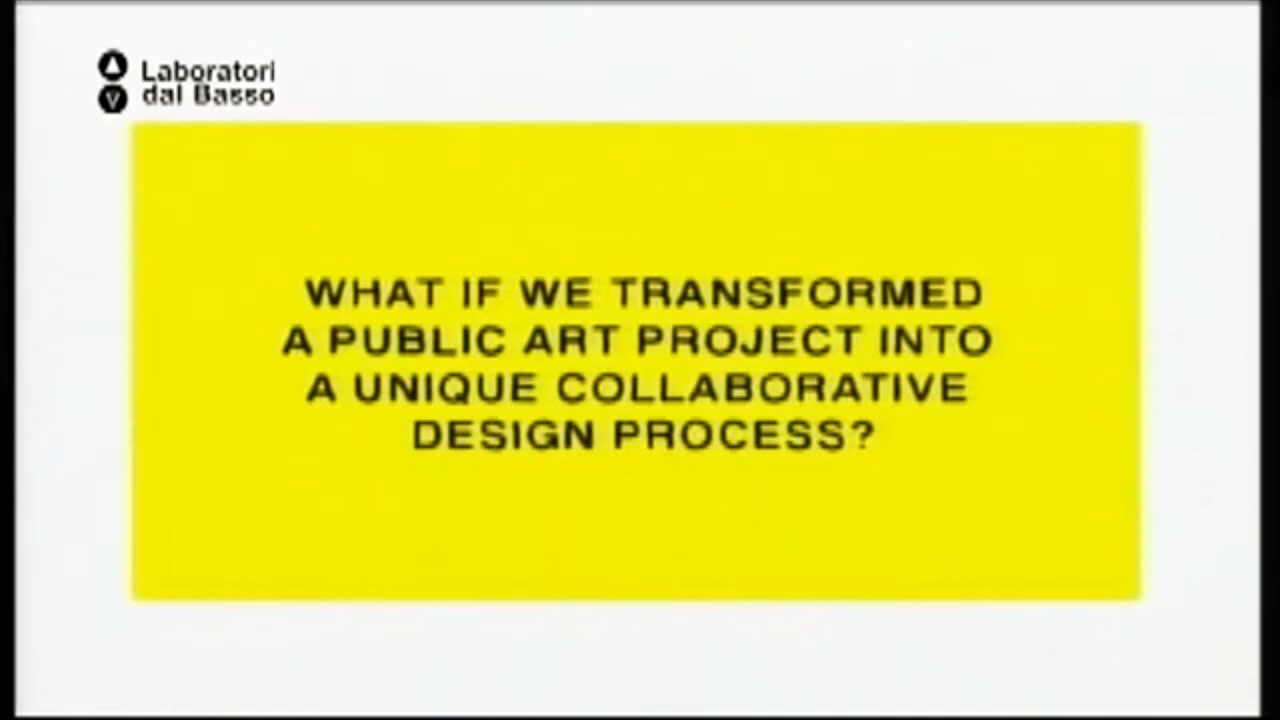 Laboratori
dal Basso
WHAT IF WE TRANSFORMED
A PUBLIC ART PROJECT INTO
A UNIQUE COLLABORATIVE
DESIGN PROCESS?